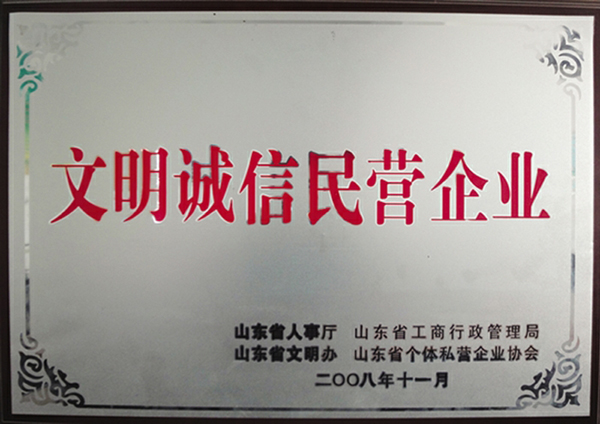 文明诚信民营企业
山东省人事厅 山东省工商行政管理局
山东省文明办 山东省个体私营企业协会
二〇〇八年十一月